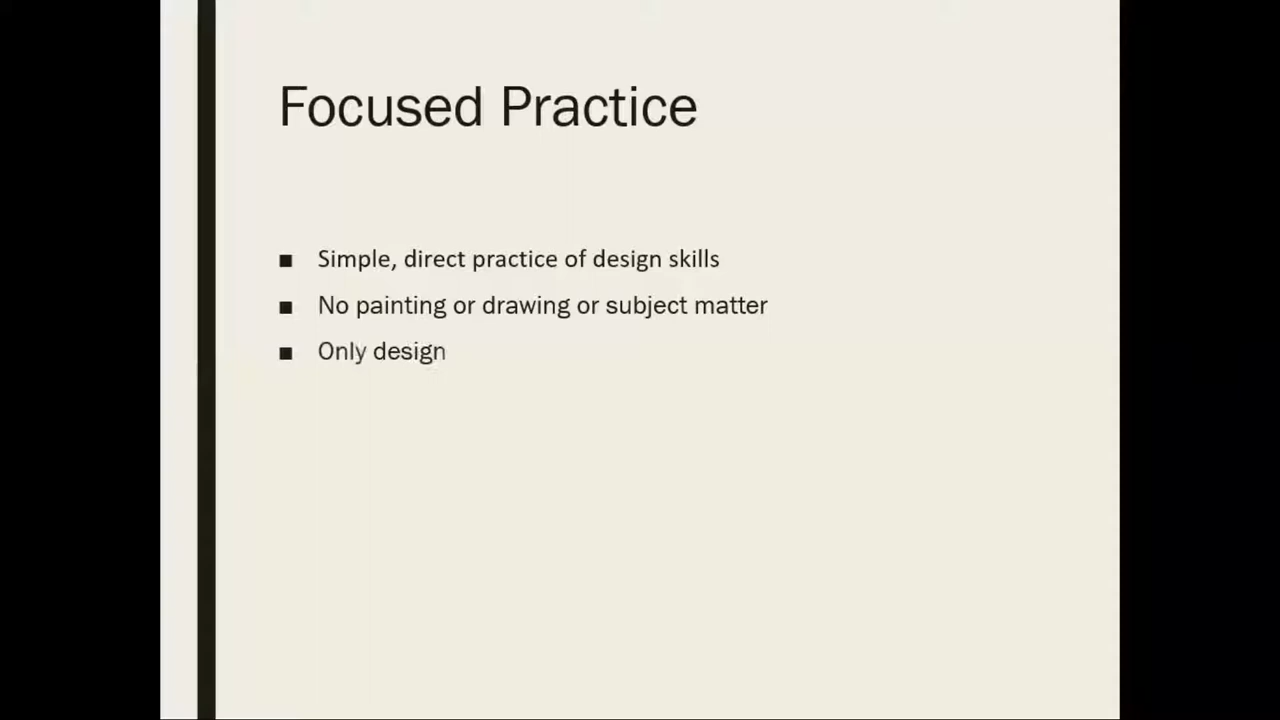 Focused Practice
■ Simple, direct practice of design skills
■ No painting or drawing or subject matter
■ Only design